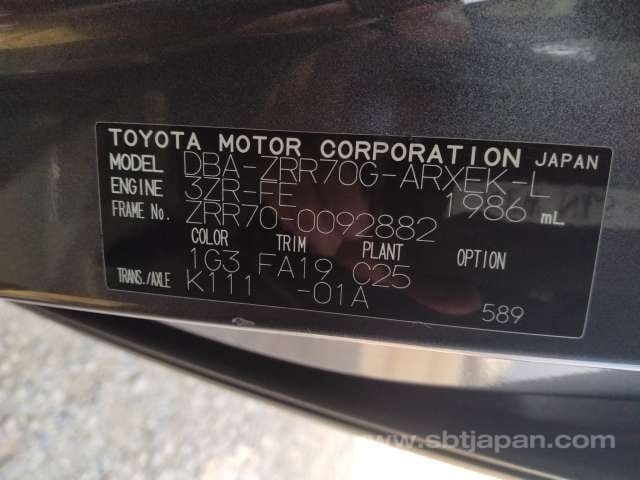 TOYOTA MOTOR CORPORATION JAPAN
MODEL DBA-ZRR70G-ARXEK-L
ENGINE 3ZR-FE 1986 mL
FRAME No. ZRR70-0092882
COLOR TRIM PLANT OPTION
1G3 FA19 C25
TRANS./AXLE K111 -01A
589
www.sbtjapan.com